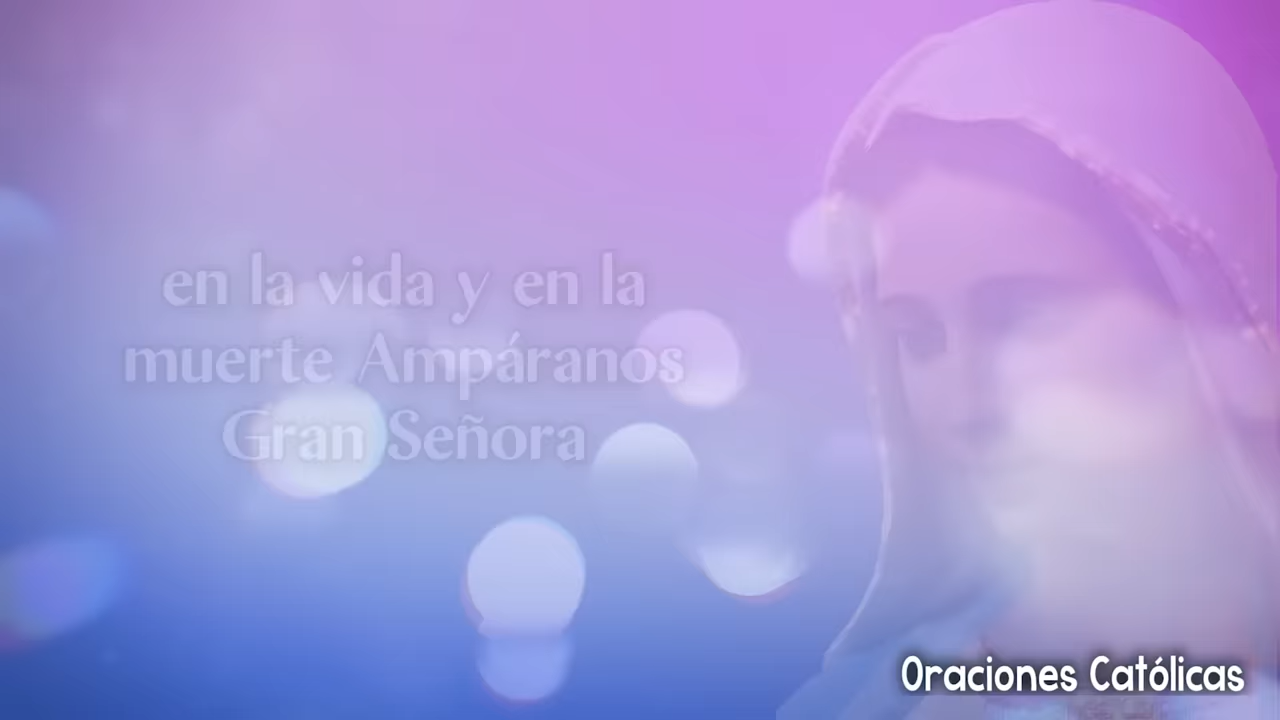 en la vida y en la
muerte Ampáranos
Gran Señora
Oraciones Católicas